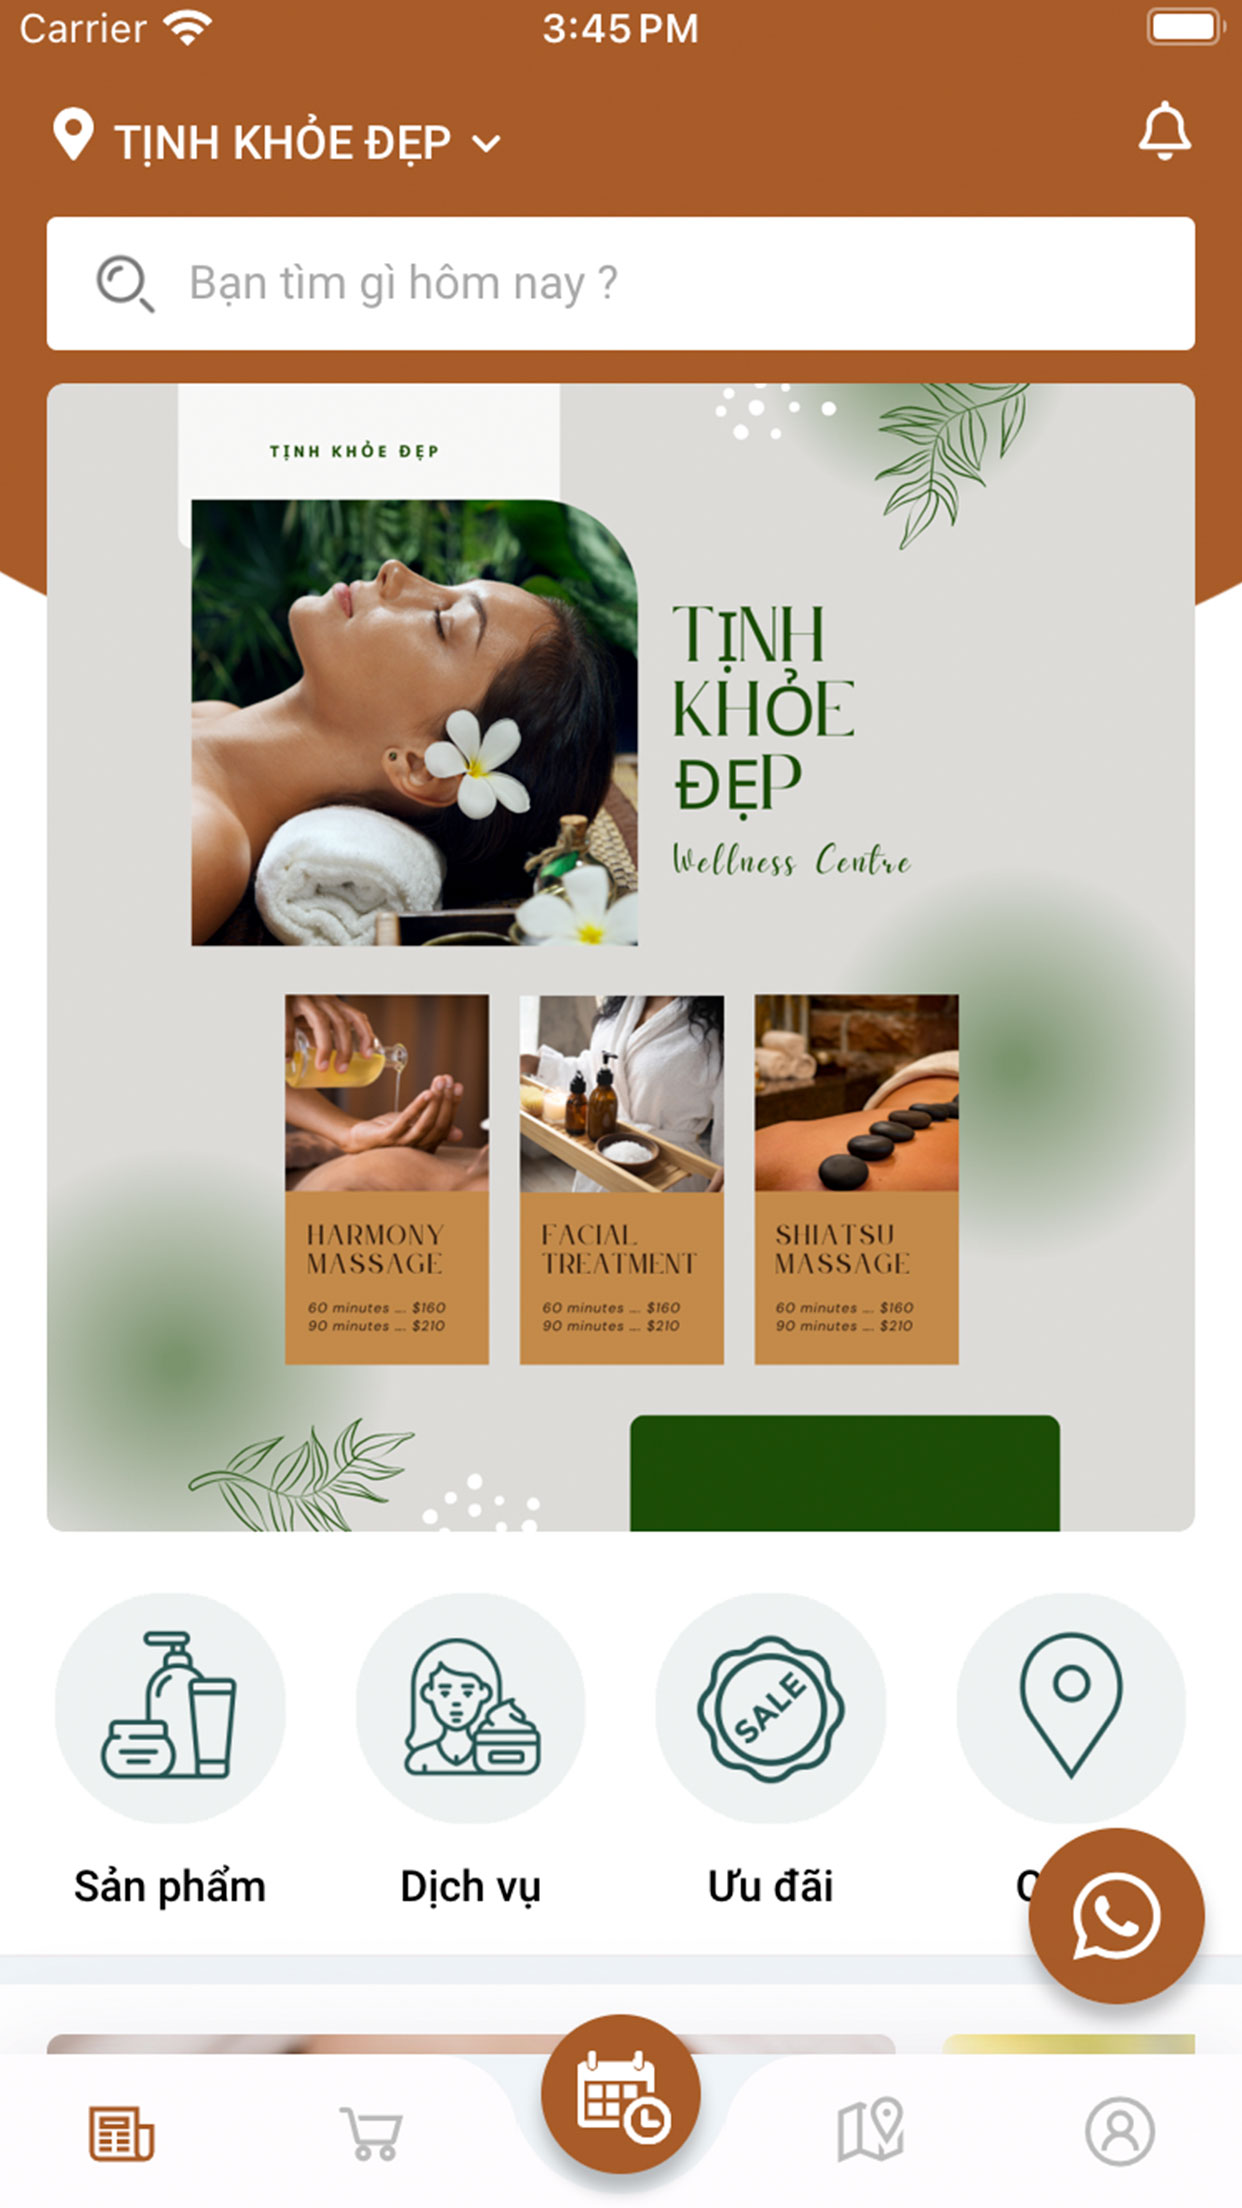 Carrier 3:45 PM
TỊNH KHỎE ĐẸP
Bạn tìm gì hôm nay ?
TỊNH KHỎE ĐẸP
TỊNH
KHỎE
ĐẸP
Wellness Centre
HARMONY
MASSAGE
60 minutes .... $160
90 minutes .... $210
FACIAL
TREATMENT
60 minutes .... $160
90 minutes .... $210
SHIATSU
MASSAGE
60 minutes .... $160
90 minutes .... $210
SALE
Sản phẩm
Dịch vụ
Ưu đãi